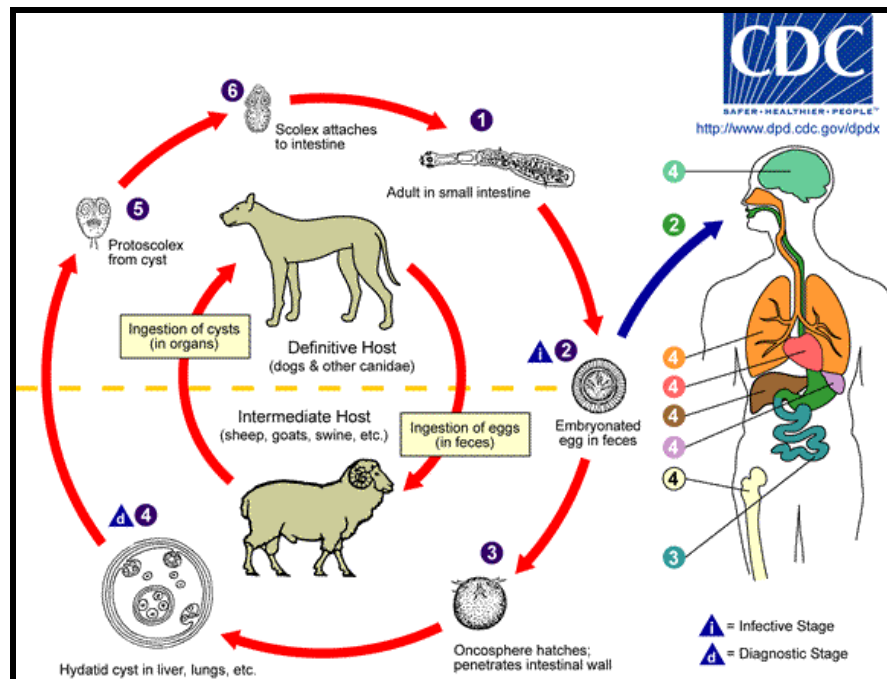 CDC
SAFER • HEALTHIER • PEOPLE™
http://www.dpd.cdc.gov/dpdx
6
Scolex attaches
to intestine
1
Adult in small intestine
5
Protoscolex
from cyst
Ingestion of cysts
(in organs)
Definitive Host
(dogs & other canidae)
i 2
Embryonated
egg in feces
Intermediate Host
(sheep, goats, swine, etc.)
Ingestion of eggs
(in feces)
d 4
Hydatid cyst in liver, lungs, etc.
3
Oncosphere hatches;
penetrates intestinal wall
4
2
4
4
4
4
4
3
i = Infective Stage
d = Diagnostic Stage